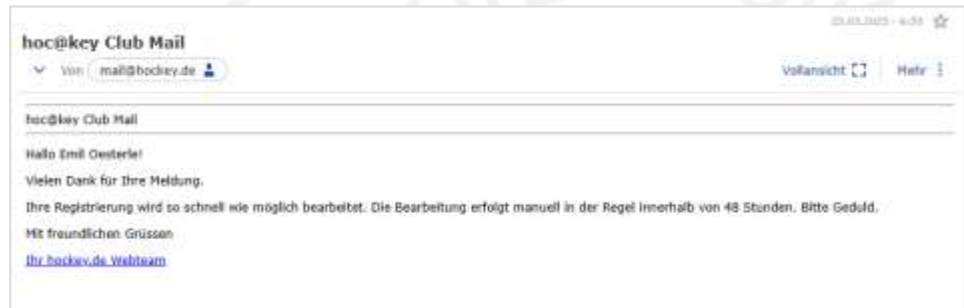 hoc@key Club Mail
Von mail@hockey.de
Vollansicht Mehr
hoc@key Club Mail
Hallo Emil Oesterle!
Vielen Dank für Ihre Meldung.
Ihre Registrierung wird so schnell wie möglich bearbeitet. Die Bearbeitung erfolgt manuell in der Regel innerhalb von 48 Stunden. Bitte Geduld.
Mit freundlichen Grüssen
Ihr hockey.de Webteam